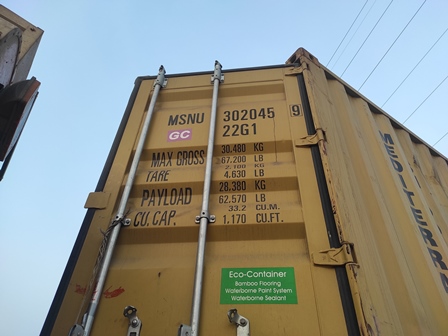 MSNU 302045 9
GC 22G1
MAX GROSS 30.480 KG
67.200 LB
TARE 2.100 KG
4.630 LB
PAYLOAD 28.380 KG
62.570 LB
CU. CAP. 33.2 CU.M.
1.170 CU.FT.
Eco-Container
Bamboo Flooring
Waterborne Paint System
Waterborne Sealant